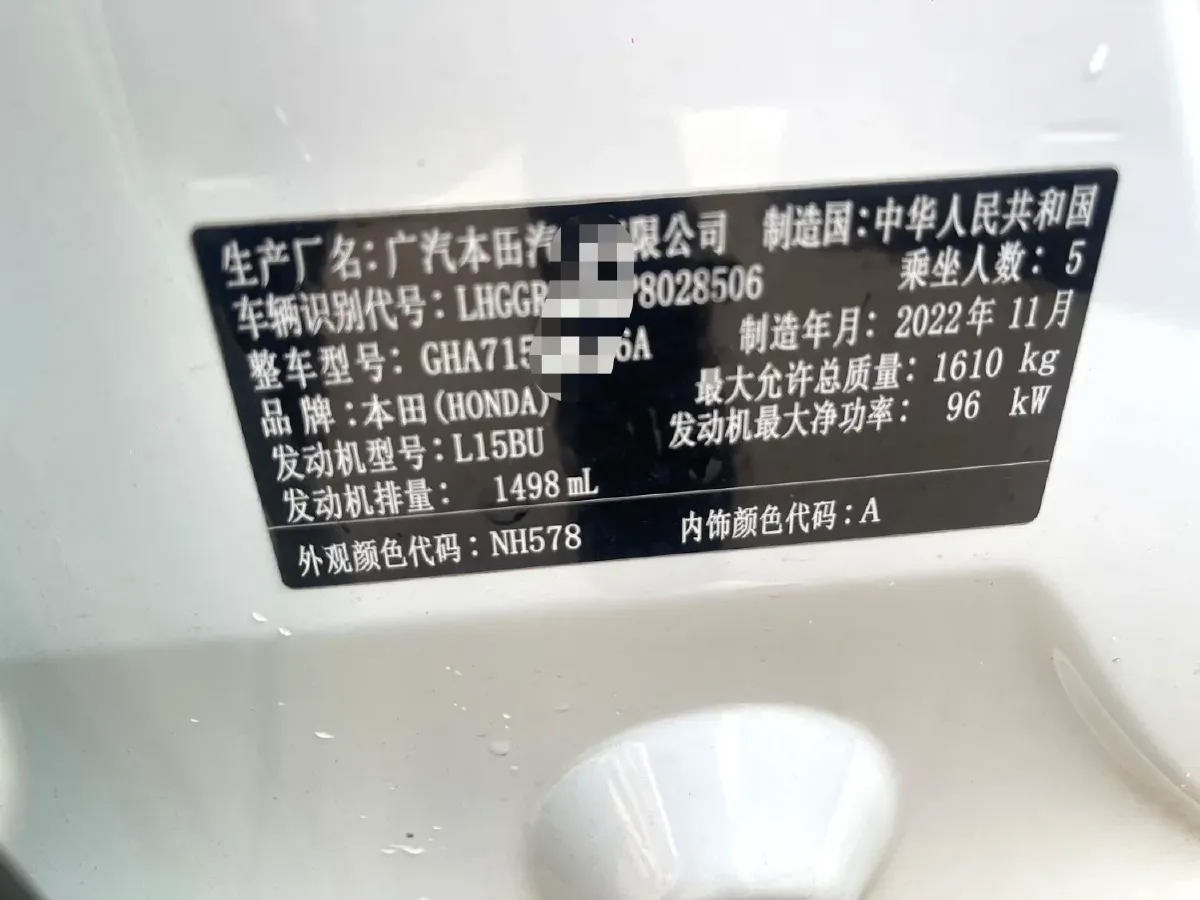 生产厂名：广汽本田汽 限公司 制造国：中华人民共和国
乘坐人数：5
车辆识别代号：LHGGR P8028506
制造年月：2022年11月
整车型号：GHA715 6A
最大允许总质量：1610 kg
品牌：本田(HONDA)
发动机最大净功率： 96 kW
发动机型号：L15BU
发动机排量： 1498 mL
外观颜色代码：NH578 内饰颜色代码：A